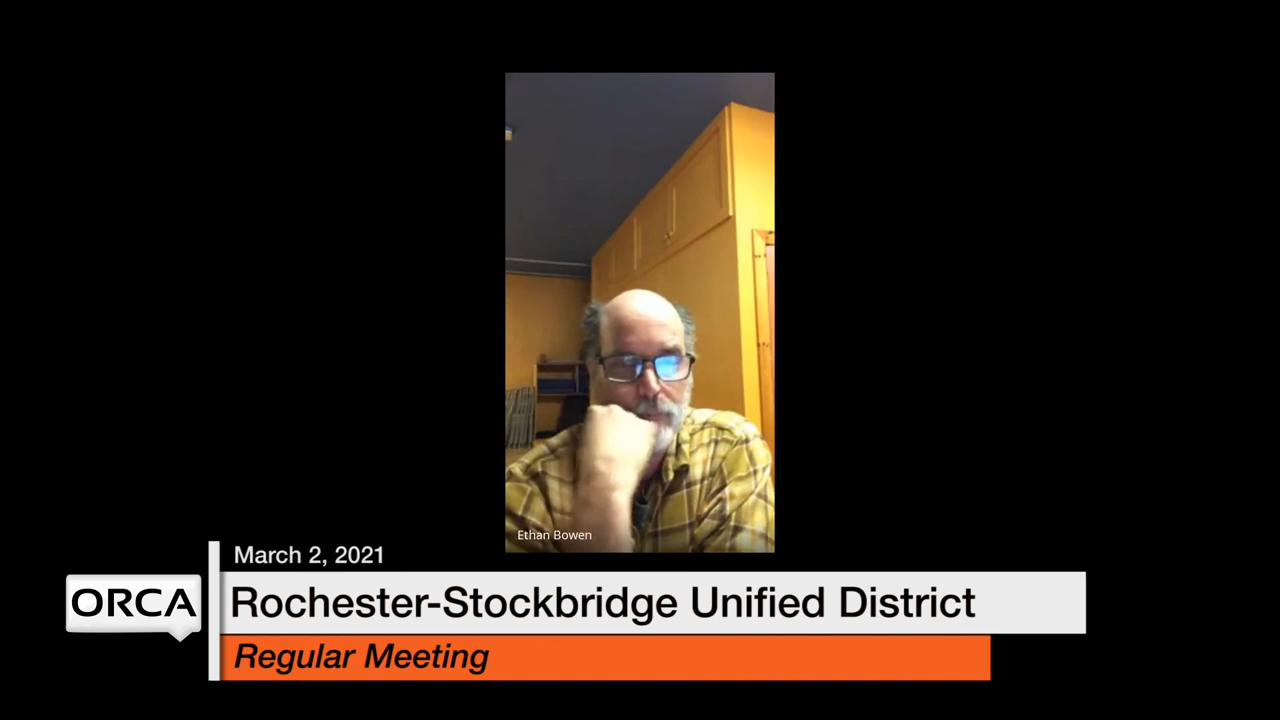 Ethan Bowen
March 2, 2021
ORCA
Rochester-Stockbridge Unified District
Regular Meeting